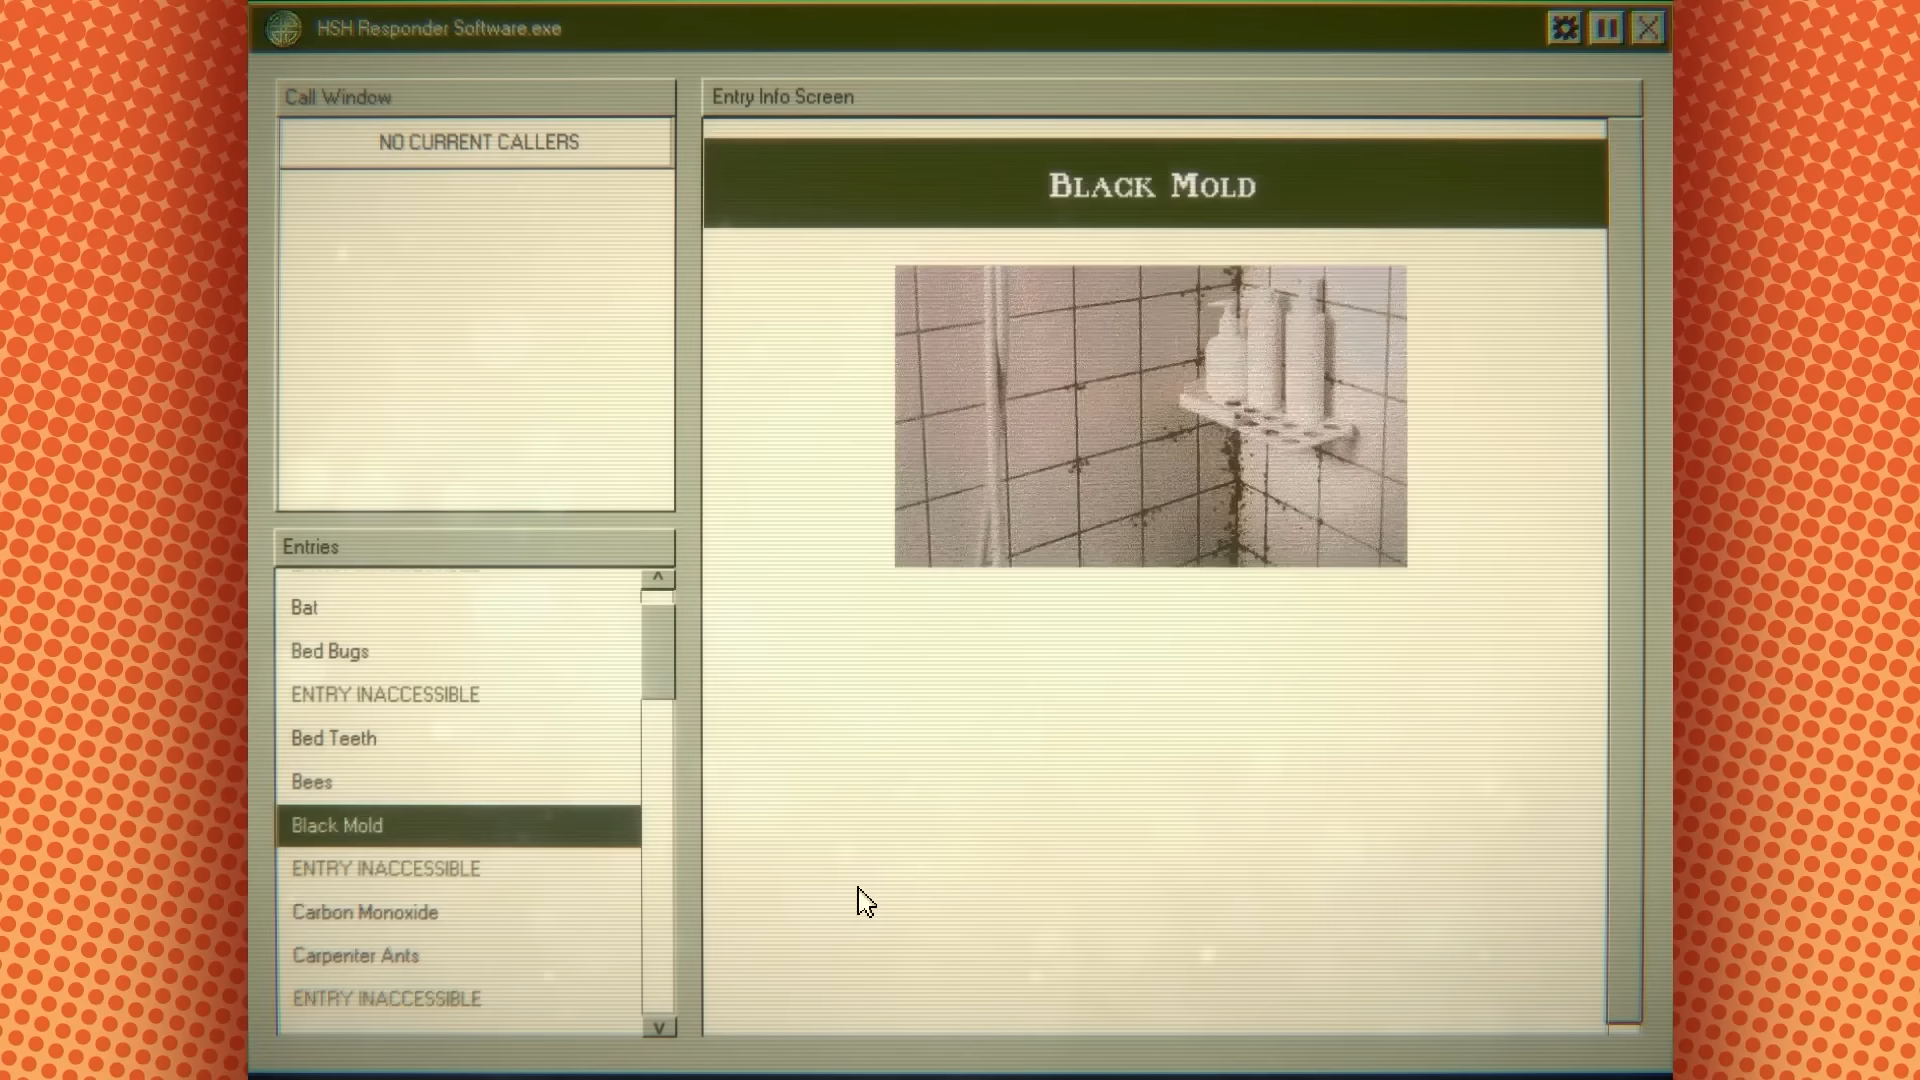 HSH Responder Software.exe
Call Window
NO CURRENT CALLERS
Entries
Bat
Bed Bugs
ENTRY INACCESSIBLE
Bed Teeth
Bees
Black Mold
ENTRY INACCESSIBLE
Carbon Monoxide
Carpenter Ants
ENTRY INACCESSIBLE
Entry Info Screen
BLACK MOLD